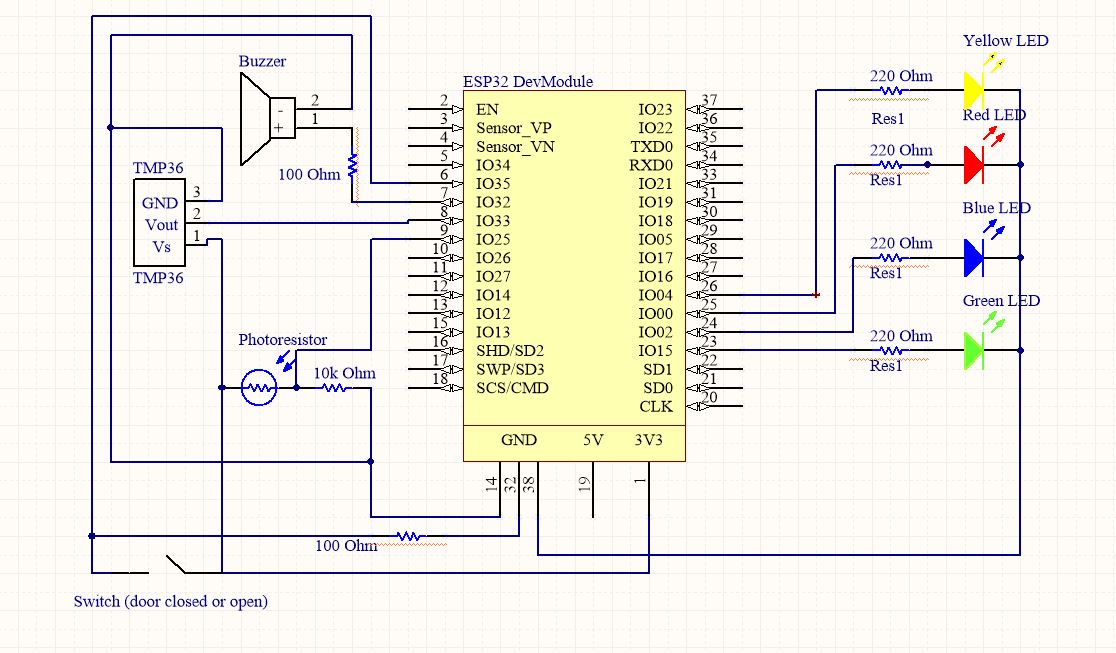 Yellow LED
Buzzer
220 Ohm
ESP32 DevModule
2
-
+
1
Res1
Red LED
2 EN
3 Sensor_VP
4 Sensor_VN
5 IO34
6 IO35
7 IO32
8 IO33
9 IO25
10 IO26
11 IO27
12 IO14
13 IO12
15 IO13
16 SHD/SD2
17 SWP/SD3
18 SCS/CMD
IO23 37
IO22 36
TXD0 35
RXD0 34
IO21 33
IO19 31
IO18 30
IO05 29
IO17 28
IO16 27
IO04 26
IO00 25
IO02 24
IO15 23
SD1 22
SD0 21
CLK 20
GND 5V 3V3
14 32 38 19 1
100 Ohm
TMP36
GND 3
Vout 2
Vs 1
TMP36
220 Ohm
Res1
Blue LED
220 Ohm
Res1
Green LED
220 Ohm
Res1
Photoresistor
10k Ohm
100 Ohm
Switch (door closed or open)